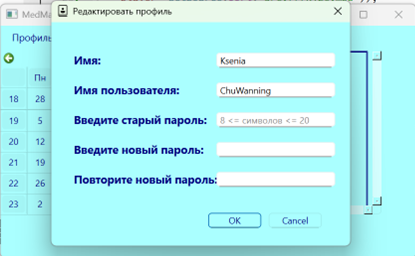 MedMa
Редактировать профиль
Профиль
Имя:
Ksenia
Имя пользователя:
ChuWanning
Введите старый пароль:
8 <= символов <= 20
Введите новый пароль:
Повторите новый пароль:
OK
Cancel
Пн
18 28
19 5
20 12
21 19
22 26
23 2